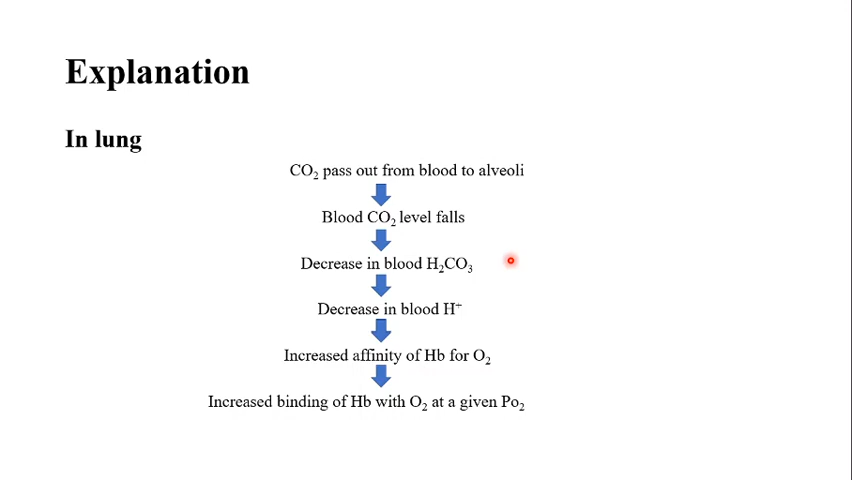 Explanation
In lung
CO₂ pass out from blood to alveoli
Blood CO₂ level falls
Decrease in blood H₂CO₃
Decrease in blood H⁺
Increased affinity of Hb for O₂
Increased binding of Hb with O₂ at a given Po₂